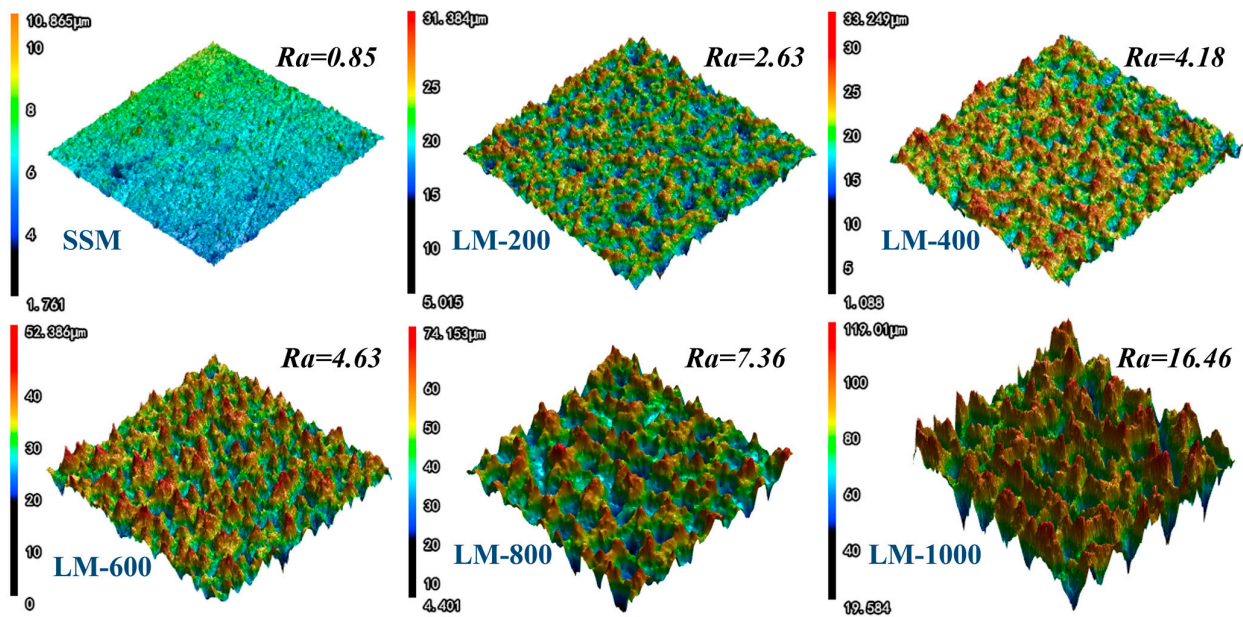 10.865μm
10
8
6
4
1.761
Ra=0.85
SSM
31.384μm
25
20
15
10
5.015
Ra=2.63
LM-200
33.249μm
30
25
20
15
10
5
1.088
Ra=4.18
LM-400
52.386μm
40
30
20
10
0
Ra=4.63
LM-600
74.153μm
60
50
40
30
20
10
4.401
Ra=7.36
LM-800
119.01μm
100
80
60
40
19.584
Ra=16.46
LM-1000